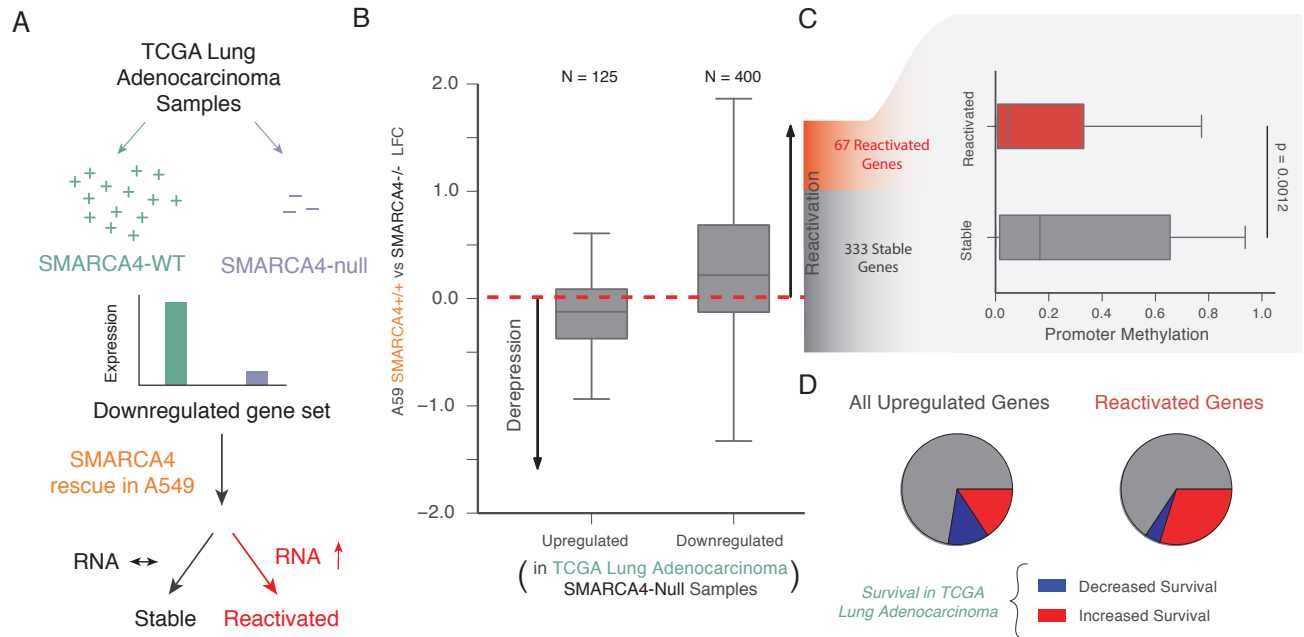 A
TCGA Lung
Adenocarcinoma
Samples
SMARCA4-WT
SMARCA4-null
Expression
Downregulated gene set
SMARCA4
rescue in A549
RNA
RNA
Stable
Reactivated
B
N = 125
N = 400
A59 SMARCA4+/+ vs SMARCA4-/- LFC
2.0
1.0
0.0
−1.0
−2.0
Derepression
Reactivation
Upregulated
Downregulated
(in TCGA Lung Adenocarcinoma
SMARCA4-Null Samples)
C
67 Reactivated
Genes
333 Stable
Genes
Reactivated
Stable
p = 0.0012
0.0
0.2
0.4
0.6
0.8
1.0
Promoter Methylation
D
All Upregulated Genes
Reactivated Genes
Survival in TCGA
Lung Adenocarcinoma
Decreased Survival
Increased Survival